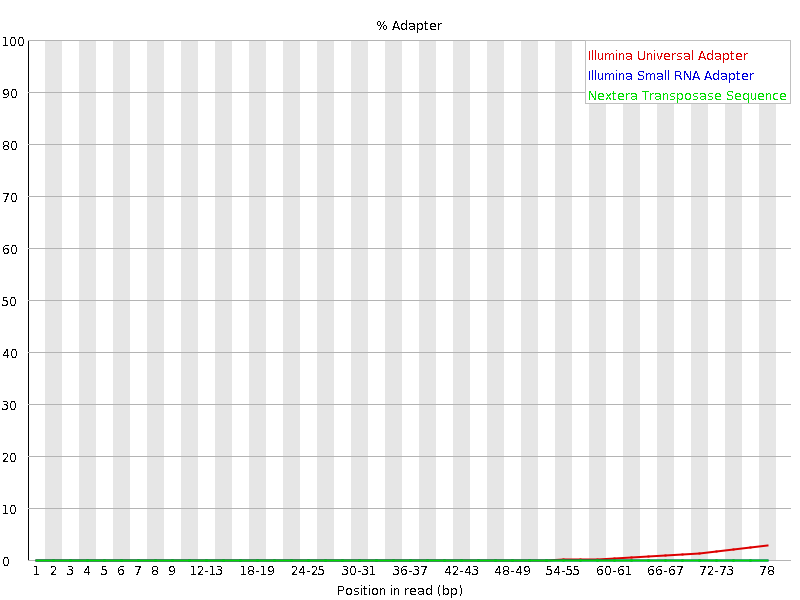 % Adapter
100
Illumina Universal Adapter
Illumina Small RNA Adapter
90
Nextera Transposase Sequence
80
70
60
50
40
30
20
10
0
1 2 3 4 5 6 7 8 9 12-13 18-19 24-25 30-31 36-37 42-43 48-49 54-55 60-61 66-67 72-73 78
Position in read (bp)